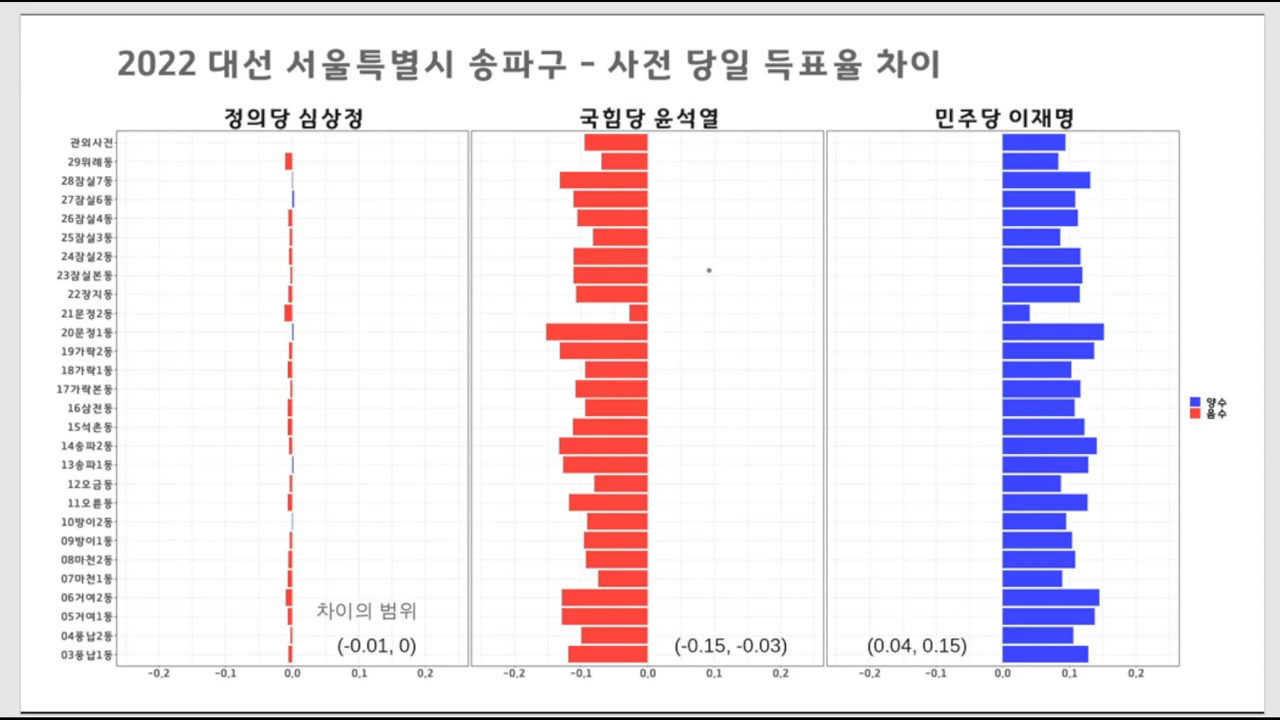 2022 대선 서울특별시 송파구 - 사전 당일 득표율 차이
정의당 심상정
국힘당 윤석열
민주당 이재명
관외사전
29위례동
28잠실7동
27잠실6동
26잠실4동
25잠실3동
24잠실2동
23잠실본동
22장지동
21문정2동
20문정1동
19가락2동
18가락1동
17가락본동
16삼전동
15석촌동
14송파2동
13송파1동
12오금동
11오륜동
10방이2동
09방이1동
08마천2동
07마천1동
06거여2동
05거여1동
04풍납2동
03풍납1동
차이의 범위
(-0.01, 0)
(-0.15, -0.03)
(0.04, 0.15)
-0.2 -0.1 0.0 0.1 0.2
-0.2 -0.1 0.0 0.1 0.2
-0.2 -0.1 0.0 0.1 0.2
양수
음수